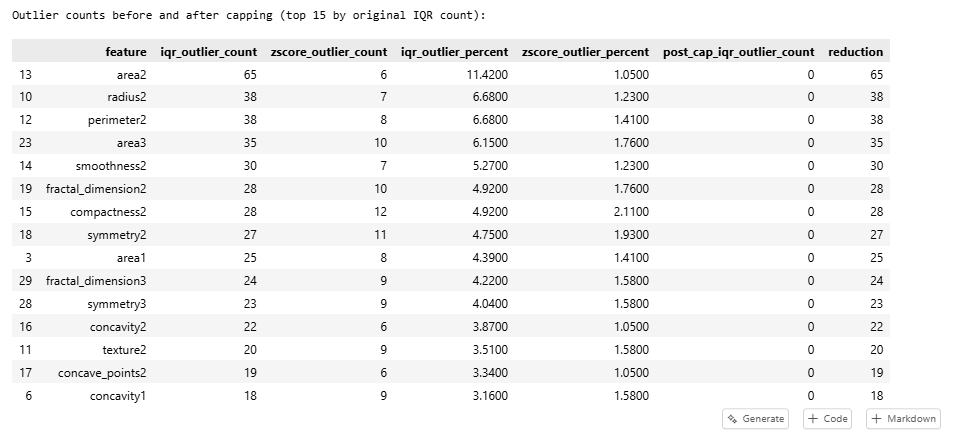 Outlier counts before and after capping (top 15 by original IQR count):
feature iqr_outlier_count zscore_outlier_count iqr_outlier_percent zscore_outlier_percent post_cap_iqr_outlier_count reduction
13 area2 65 6 11.4200 1.0500 0 65
10 radius2 38 7 6.6800 1.2300 0 38
12 perimeter2 38 8 6.6800 1.4100 0 38
23 area3 35 10 6.1500 1.7600 0 35
14 smoothness2 30 7 5.2700 1.2300 0 30
19 fractal_dimension2 28 10 4.9200 1.7600 0 28
15 compactness2 28 12 4.9200 2.1100 0 28
18 symmetry2 27 11 4.7500 1.9300 0 27
3 area1 25 8 4.3900 1.4100 0 25
29 fractal_dimension3 24 9 4.2200 1.5800 0 24
28 symmetry3 23 9 4.0400 1.5800 0 23
16 concavity2 22 6 3.8700 1.0500 0 22
11 texture2 20 9 3.5100 1.5800 0 20
17 concave_points2 19 6 3.3400 1.0500 0 19
6 concavity1 18 9 3.1600 1.5800 0 18
Generate + Code + Markdown